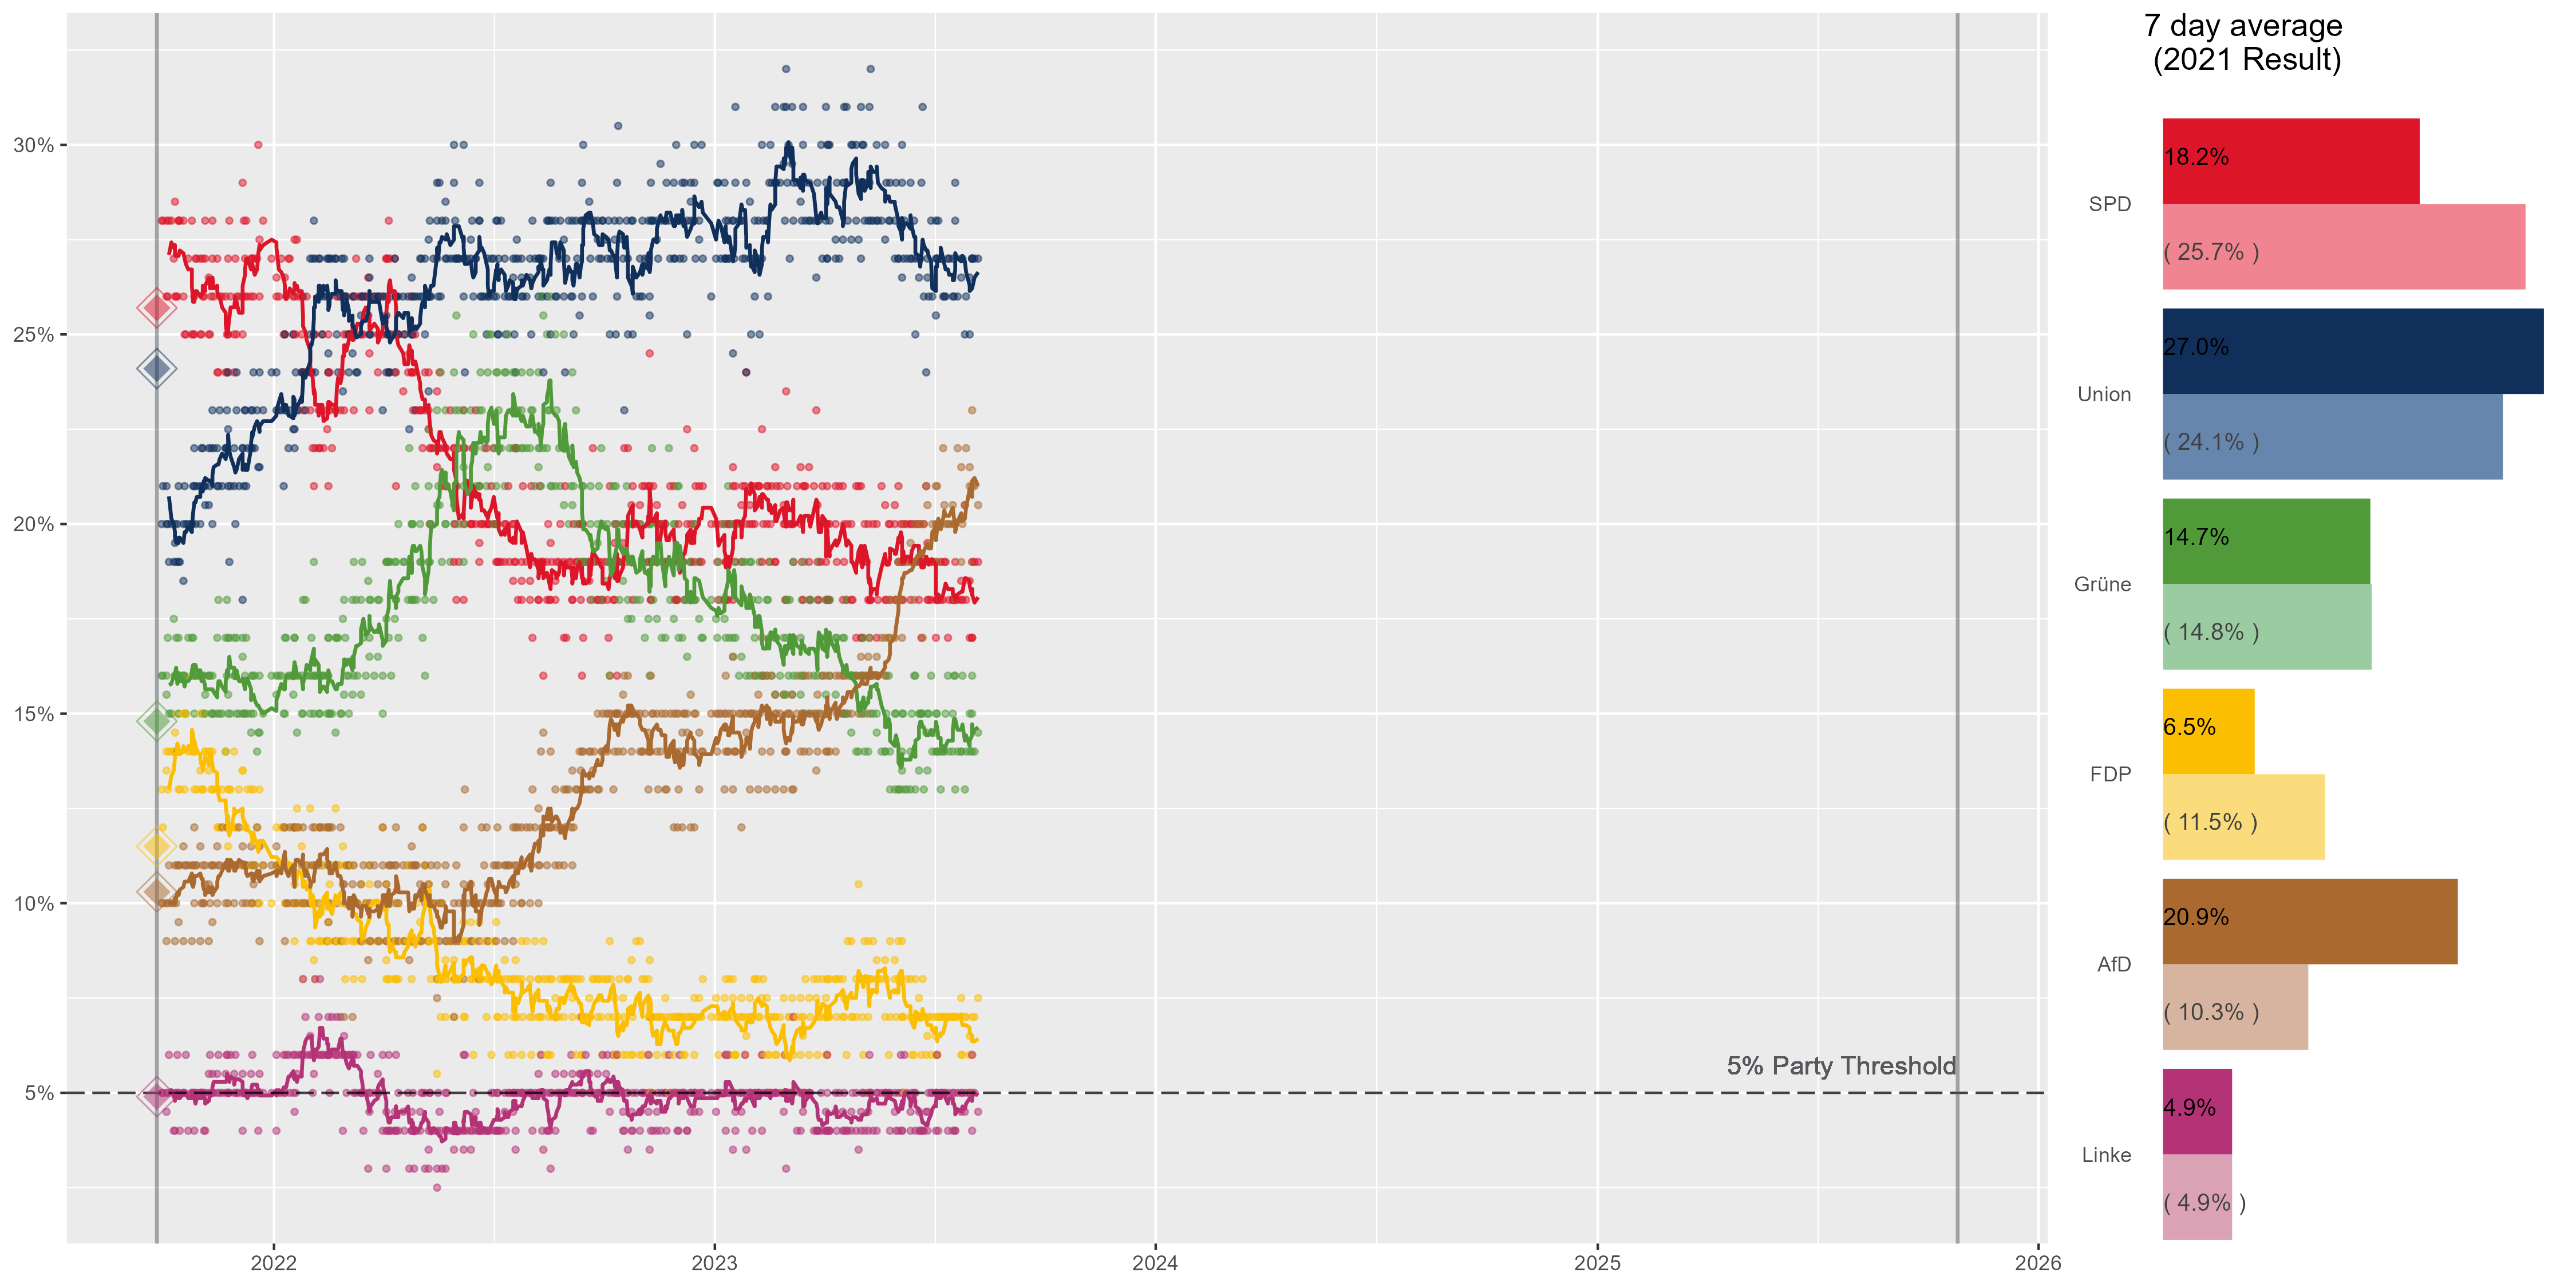 30%
25%
20%
15%
10%
5%
5% Party Threshold
2022
2023
2024
2025
2026
7 day average
(2021 Result)
SPD
18.2%
( 25.7% )
Union
27.0%
( 24.1% )
Grüne
14.7%
( 14.8% )
FDP
6.5%
( 11.5% )
AfD
20.9%
( 10.3% )
Linke
4.9%
( 4.9% )